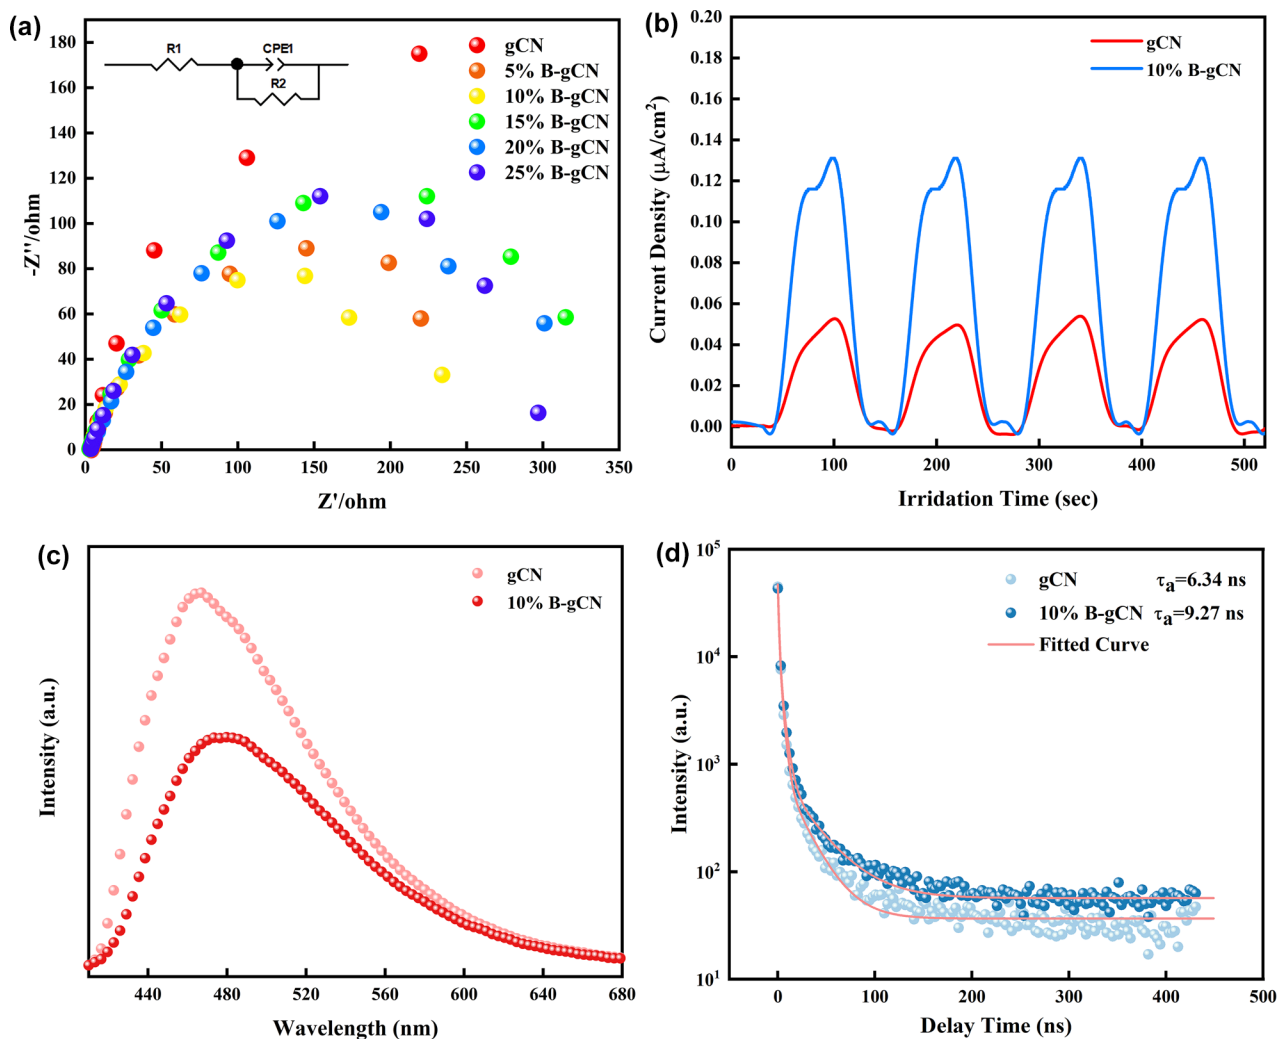 (a)
180
160
140
120
100
80
60
40
20
0
0 50 100 150 200 250 300 350
-Z''/ohm
Z'/ohm
R1
CPE1
R2
gCN
5% B-gCN
10% B-gCN
15% B-gCN
20% B-gCN
25% B-gCN
(b)
0.20
0.18
0.16
0.14
0.12
0.10
0.08
0.06
0.04
0.02
0.00
0 100 200 300 400 500
Current Density (μA/cm²)
Irridation Time (sec)
gCN
10% B-gCN
(c)
Intensity (a.u.)
440 480 520 560 600 640 680
Wavelength (nm)
gCN
10% B-gCN
(d)
10⁵
10⁴
10³
10²
10¹
0 100 200 300 400 500
Intensity (a.u.)
Delay Time (ns)
gCN τa=6.34 ns
10% B-gCN τa=9.27 ns
Fitted Curve